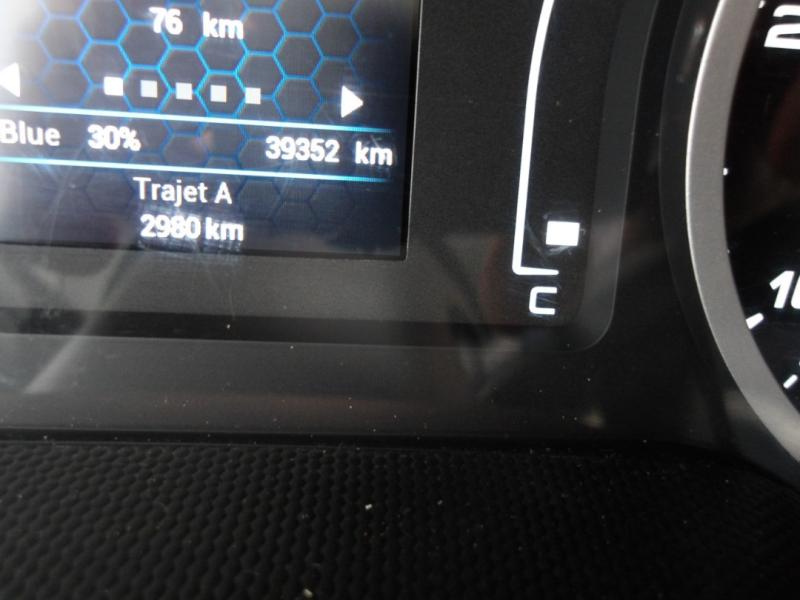 76 km
Blue 30% 39352 km
Trajet A
2980 km
C